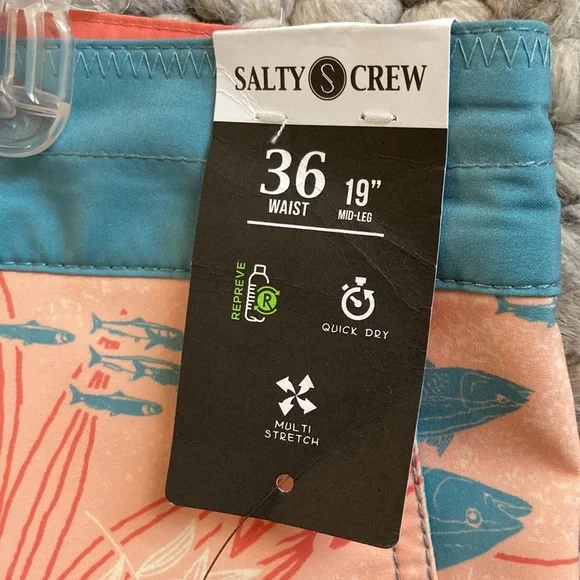 SALTY S CREW
36 19"
WAIST MID-LEG
REPREVE
R
QUICK DRY
MULTI
STRETCH